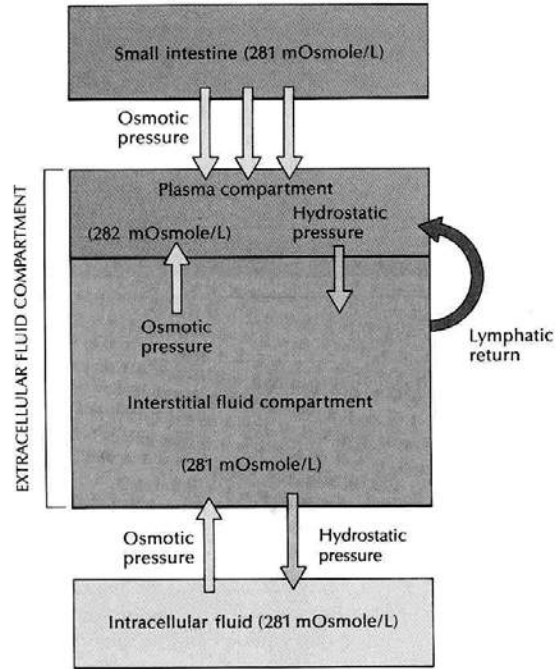 Small intestine (281 mOsmole/L)
Osmotic
pressure
Plasma compartment
(282 mOsmole/L)
Hydrostatic
pressure
Osmotic
pressure
Lymphatic
return
Interstitial fluid compartment
(281 mOsmole/L)
EXTRACELLULAR FLUID COMPARTMENT
Osmotic
pressure
Hydrostatic
pressure
Intracellular fluid (281 mOsmole/L)